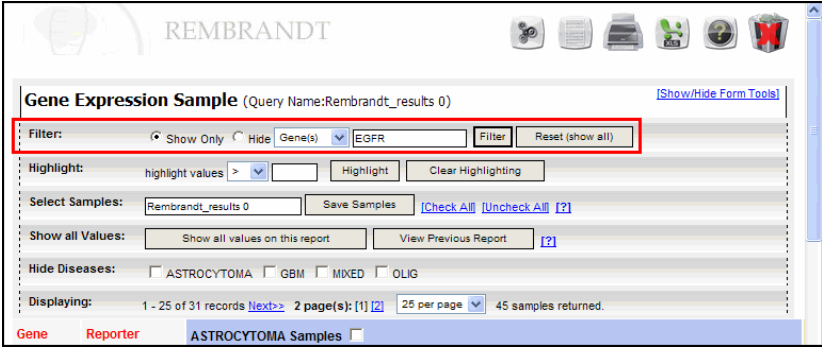 REMBRANDT
XLS
?
Gene Expression Sample (Query Name:Rembrandt_results 0)
[Show/Hide Form Tools]
Filter: Show Only Hide Gene(s) EGFR Filter Reset (show all)
Highlight: highlight values > Highlight Clear Highlighting
Select Samples: Rembrandt_results 0 Save Samples [Check All] [Uncheck All] [?]
Show all Values: Show all values on this report View Previous Report [?]
Hide Diseases: ASTROCYTOMA GBM MIXED OLIG
Displaying: 1 - 25 of 31 records Next>> 2 page(s): [1] [2] 25 per page 45 samples returned.
Gene Reporter ASTROCYTOMA Samples